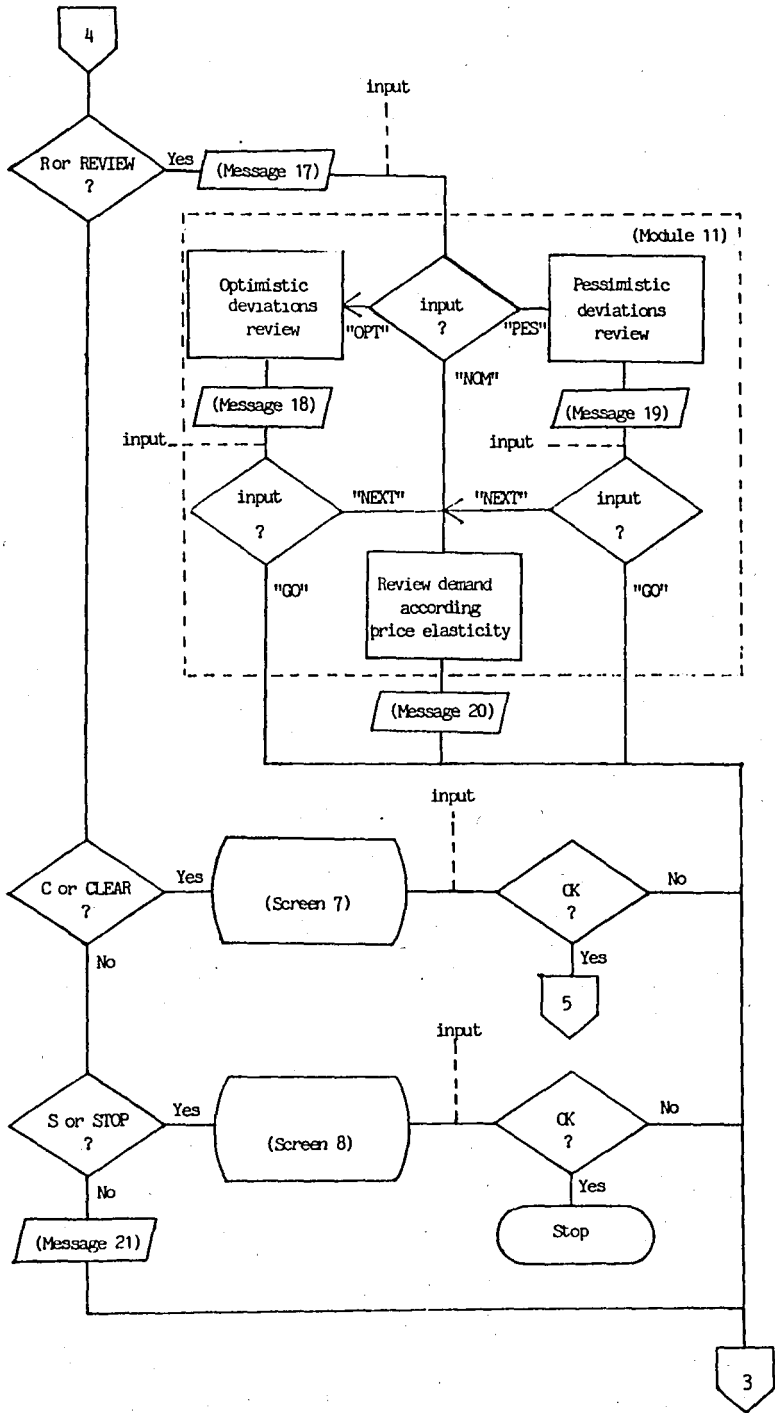 4
input
R or REVIEW
?
Yes
(Message 17)
(Module 11)
Optimistic
deviations
review
input
?
"OPT"
"PES"
"NOM"
Pessimistic
deviations
review
(Message 18)
(Message 19)
input
input
input
?
"NEXT"
"NEXT"
input
?
"GO"
"GO"
Review demand
according
price elasticity
(Message 20)
input
C or CLEAR
?
Yes
No
(Screen 7)
OK
?
No
Yes
5
input
S or STOP
?
Yes
No
(Screen 8)
OK
?
No
Yes
Stop
(Message 21)
3